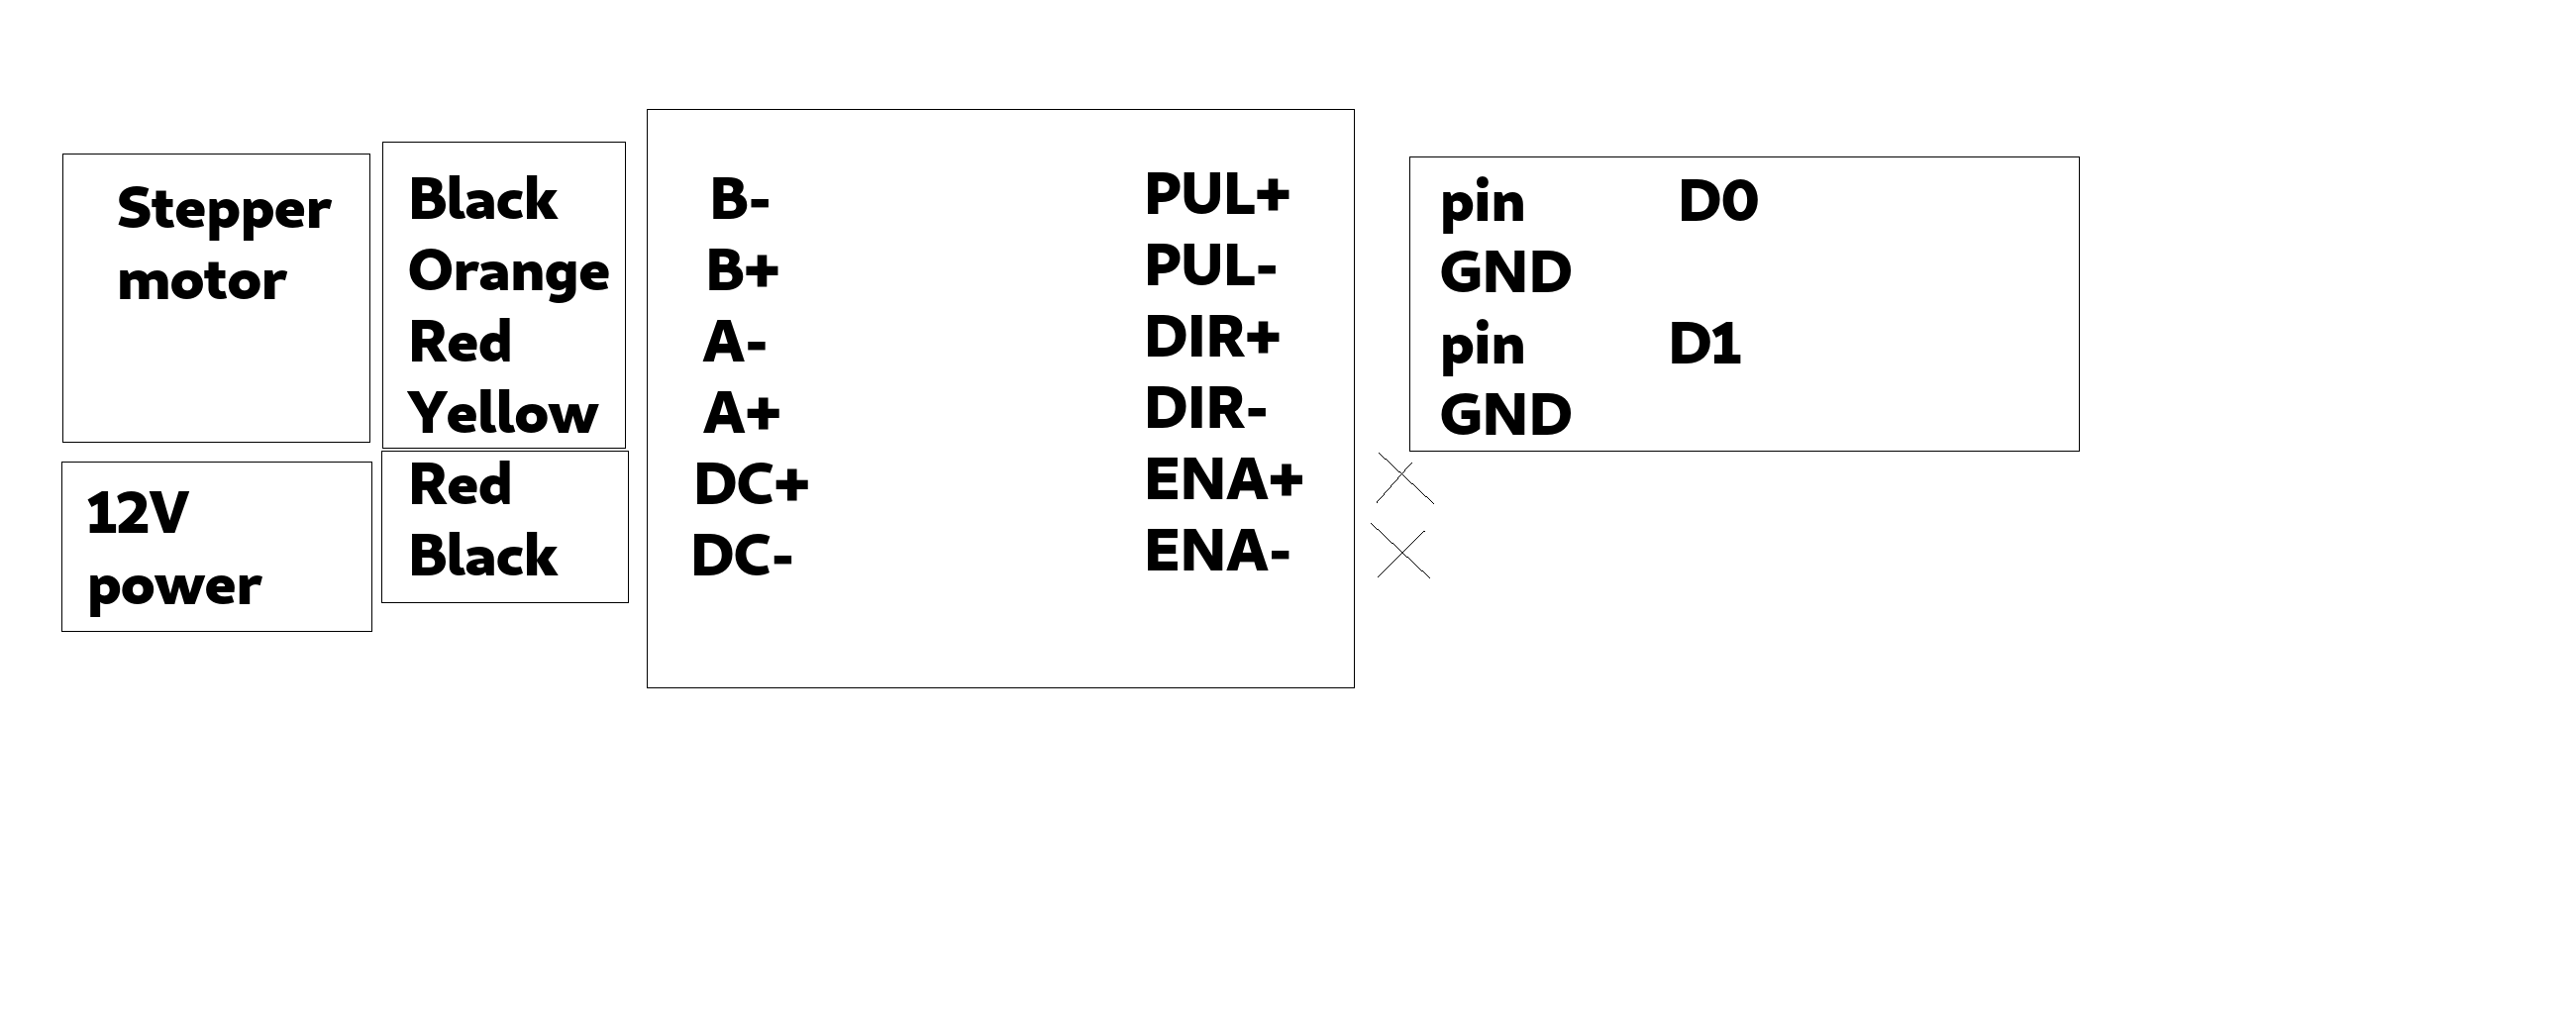 Stepper
motor
Black
Orange
Red
Yellow
12V
power
Red
Black
B-
B+
A-
A+
DC+
DC-
PUL+
PUL-
DIR+
DIR-
ENA+
ENA-
pin D0
GND
pin D1
GND